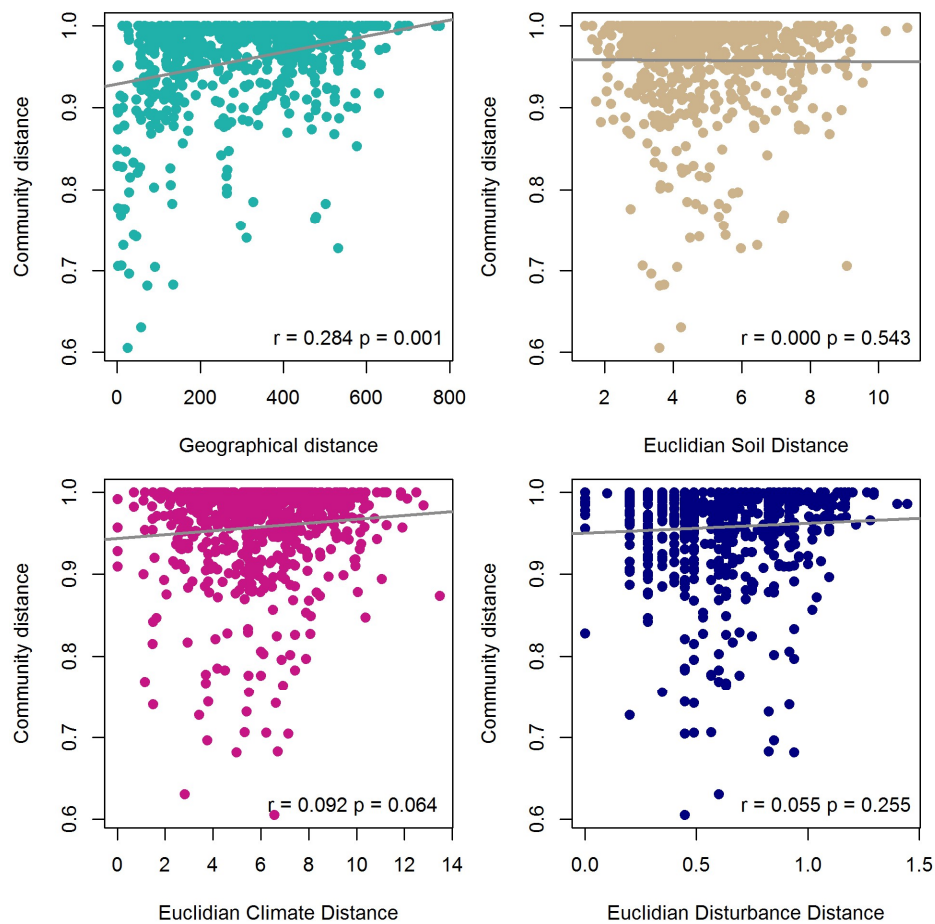 1.0
0.9
0.8
0.7
0.6
Community distance
r = 0.284 p = 0.001
0 200 400 600 800
Geographical distance
1.0
0.9
0.8
0.7
0.6
Community distance
r = 0.000 p = 0.543
2 4 6 8 10
Euclidian Soil Distance
1.0
0.9
0.8
0.7
0.6
Community distance
r = 0.092 p = 0.064
0 2 4 6 8 10 12 14
Euclidian Climate Distance
1.0
0.9
0.8
0.7
0.6
Community distance
r = 0.055 p = 0.255
0.0 0.5 1.0 1.5
Euclidian Disturbance Distance